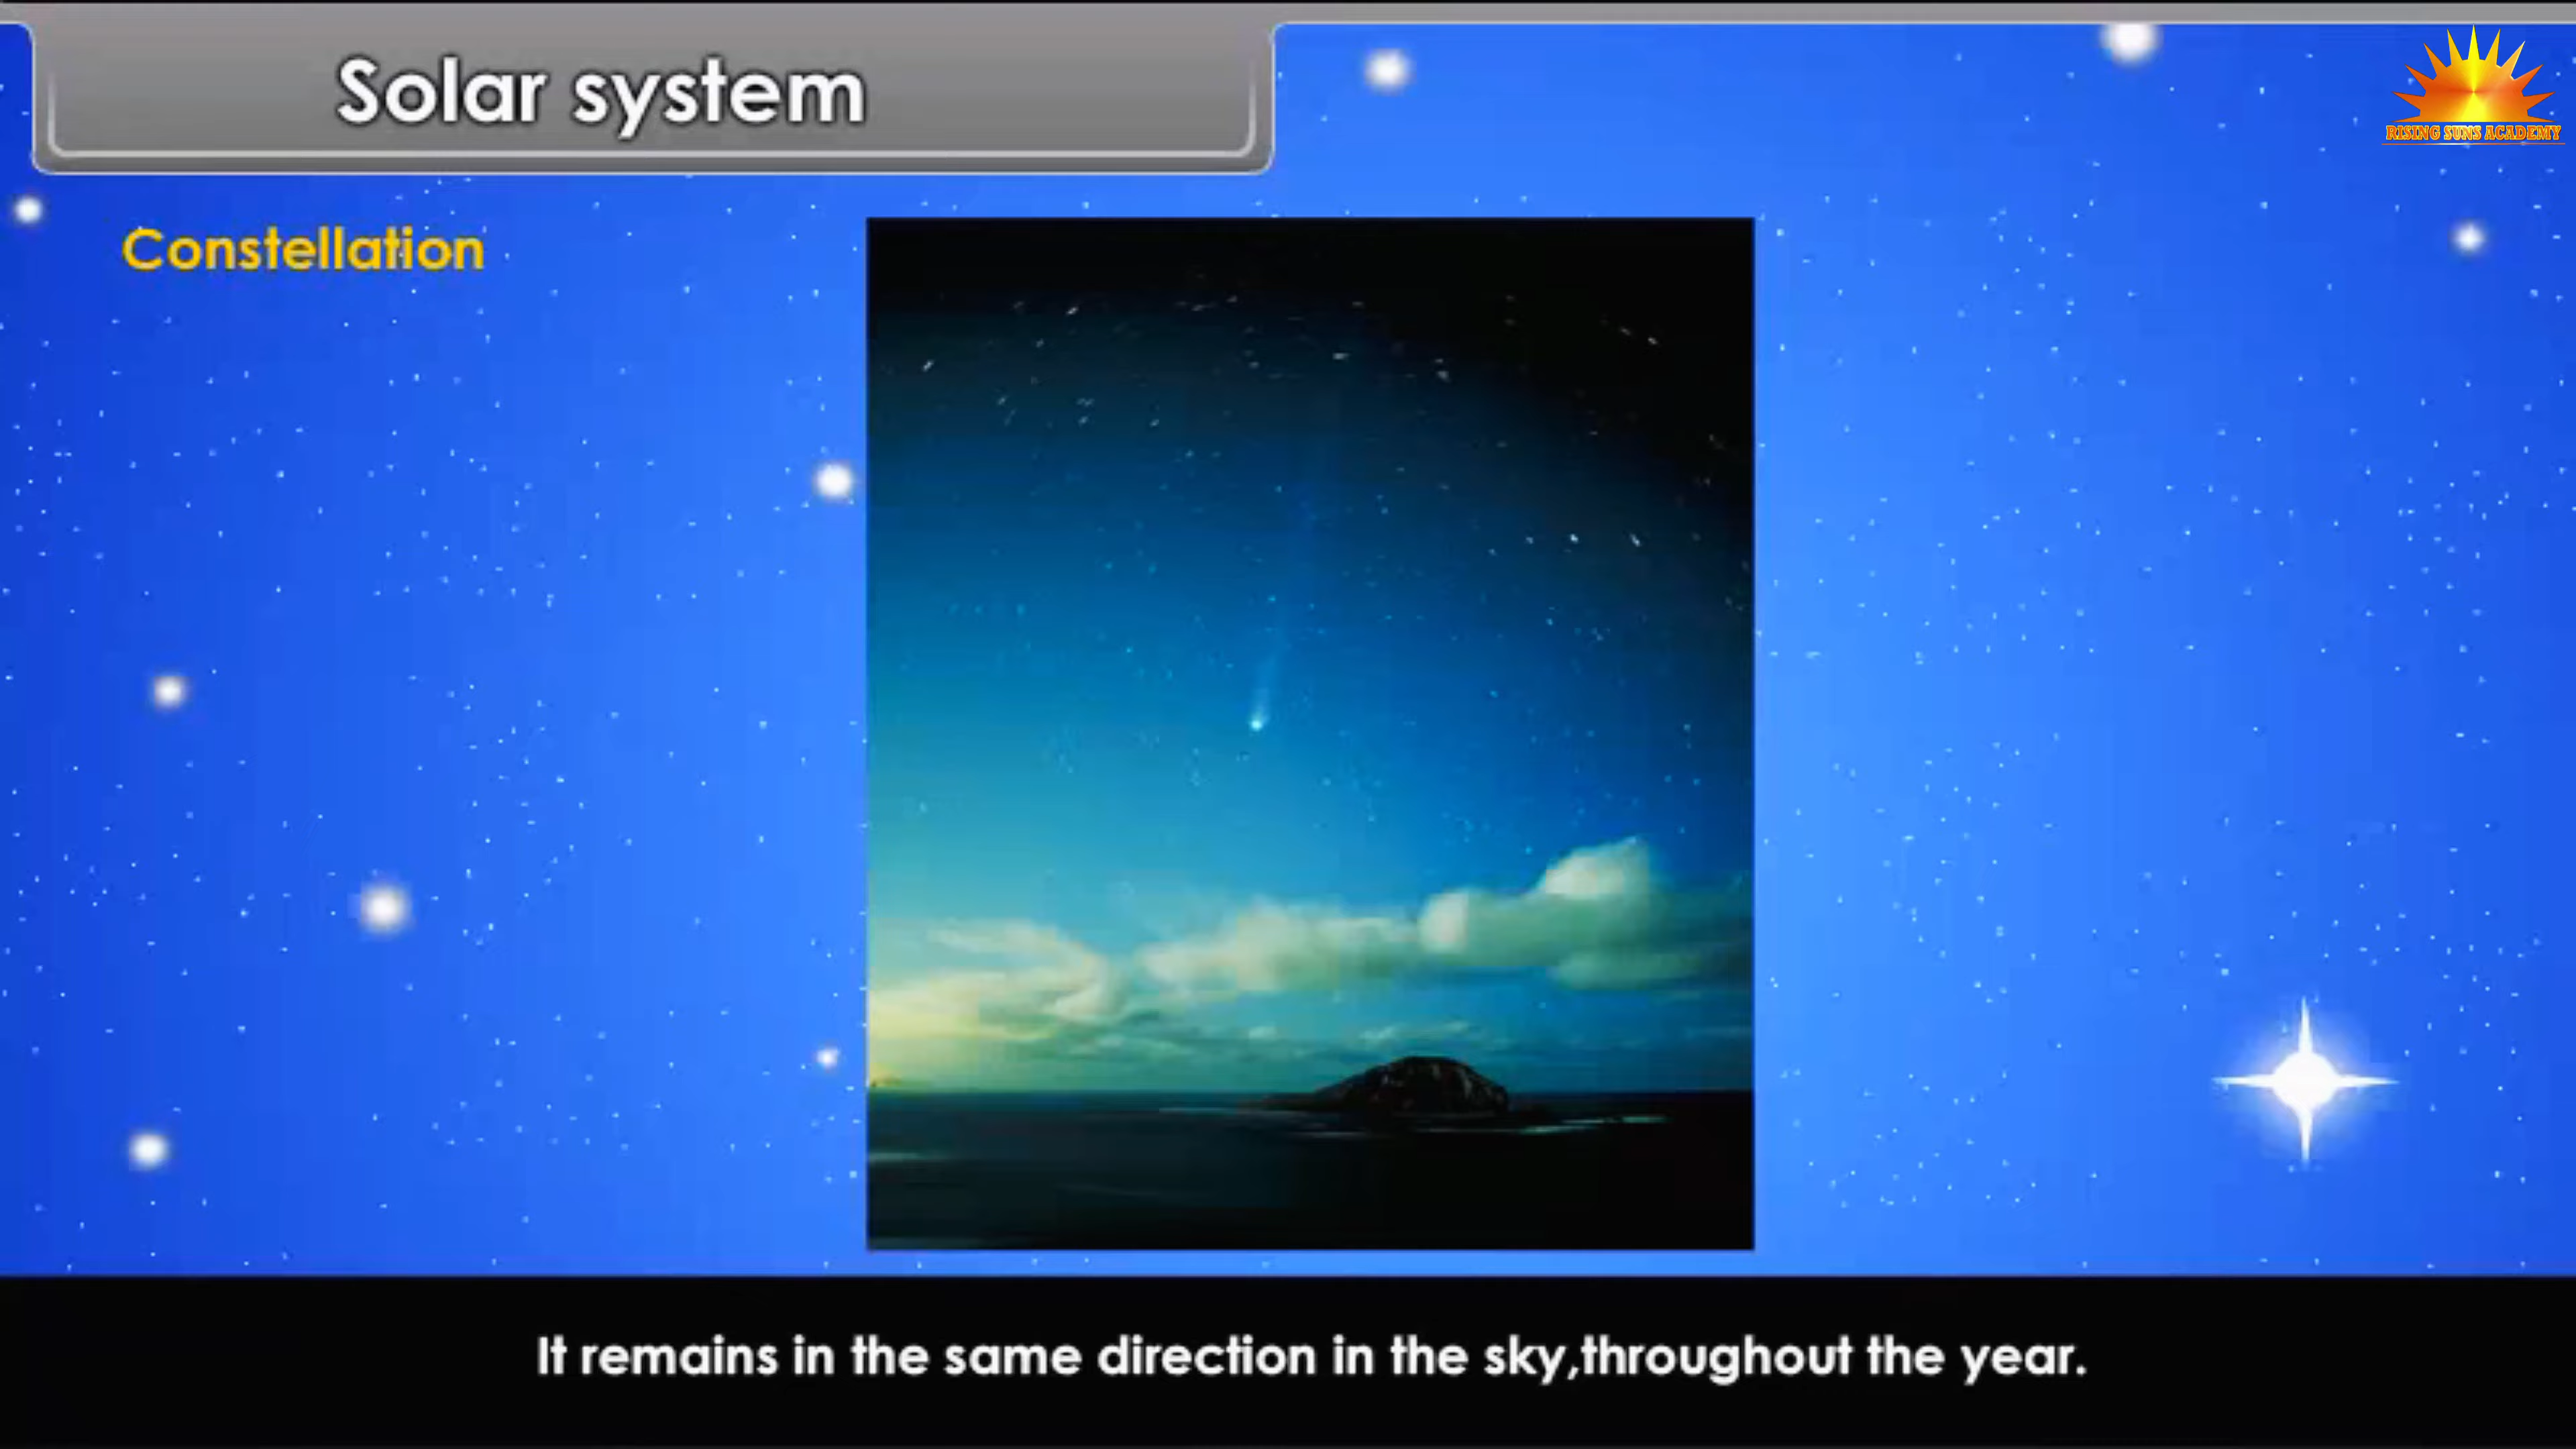 Solar system
RISING SUNS ACADEMY
Constellation
It remains in the same direction in the sky,throughout the year.